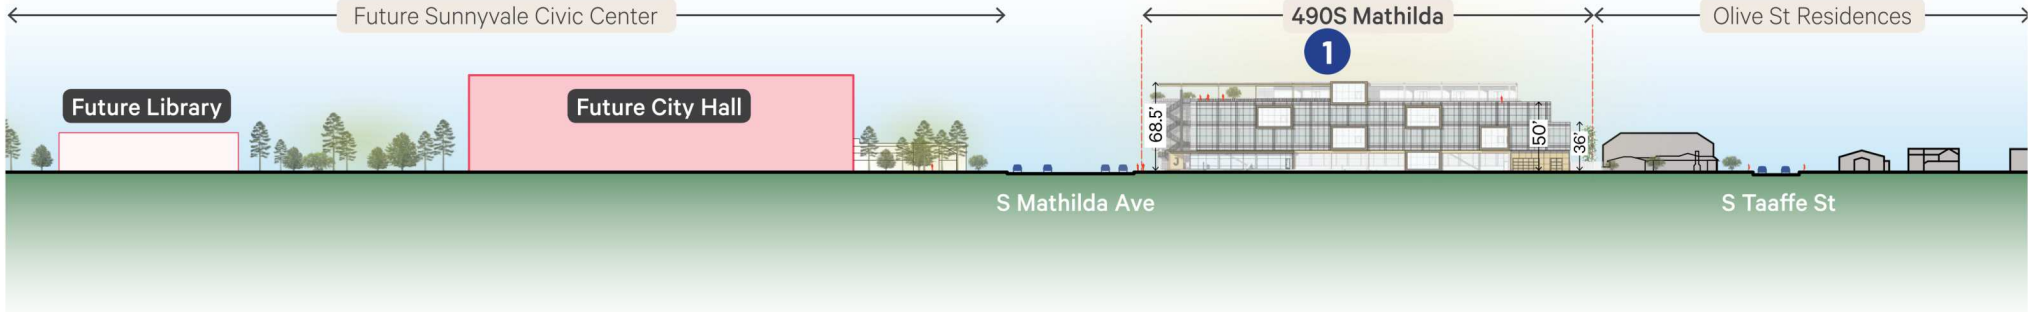 Future Sunnyvale Civic Center
490S Mathilda
Olive St Residences
1
Future Library
Future City Hall
68.5'
50'
36'
J
S Mathilda Ave
S Taaffe St